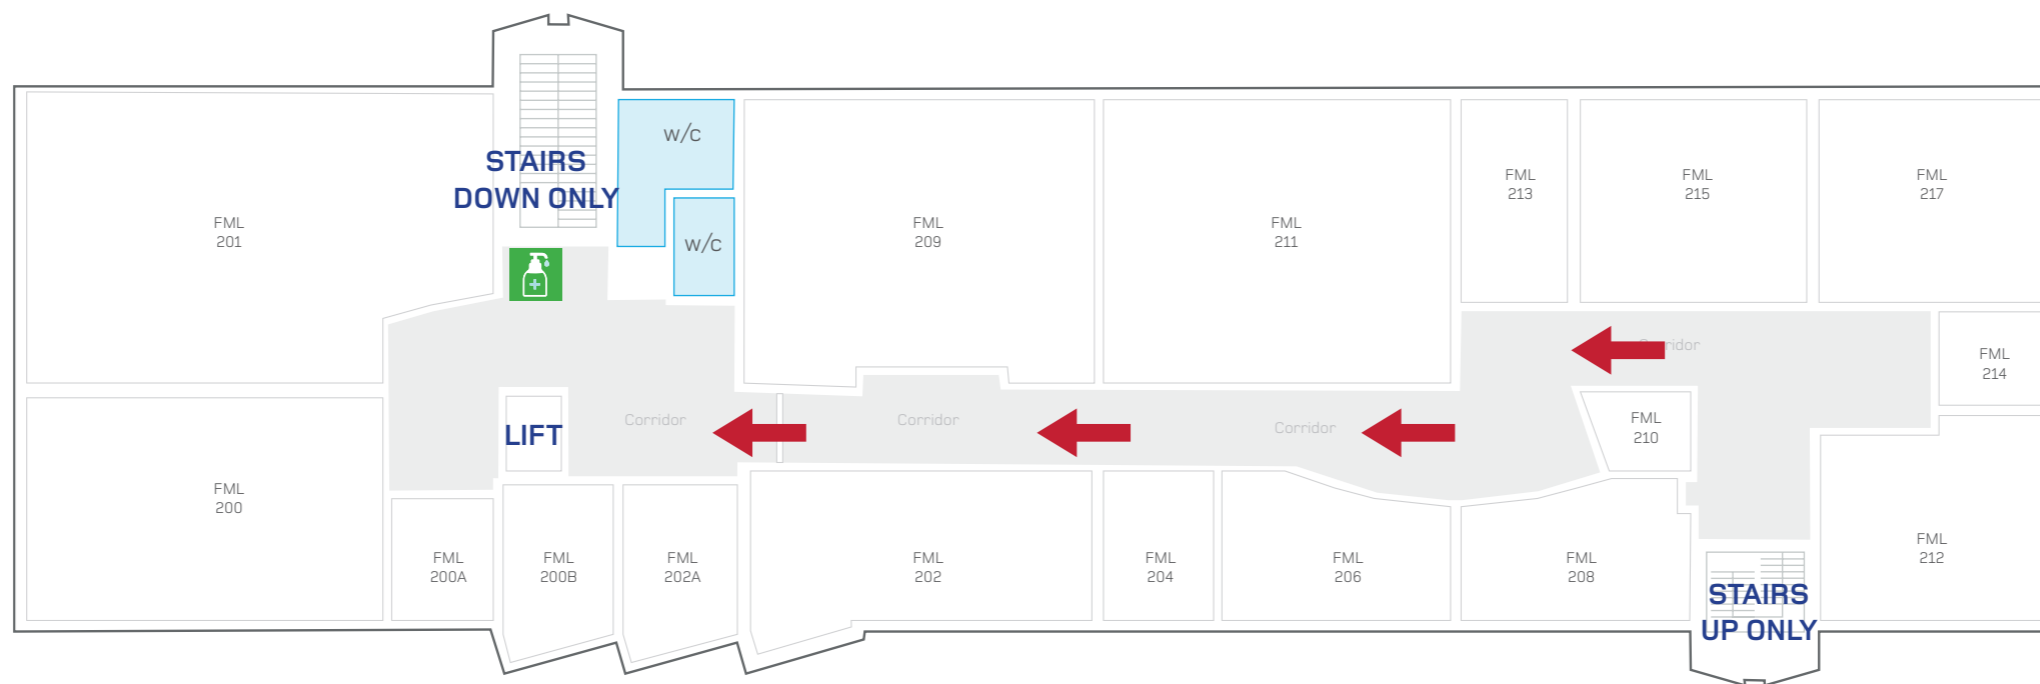 w/c
STAIRS
DOWN ONLY
w/c
FML
201
FML
209
FML
211
FML
213
FML
215
FML
217
FML
214
Corridor
Corridor
Corridor
Corridor
LIFT
FML
210
FML
200
FML
200A
FML
200B
FML
202A
FML
202
FML
204
FML
206
FML
208
FML
212
STAIRS
UP ONLY